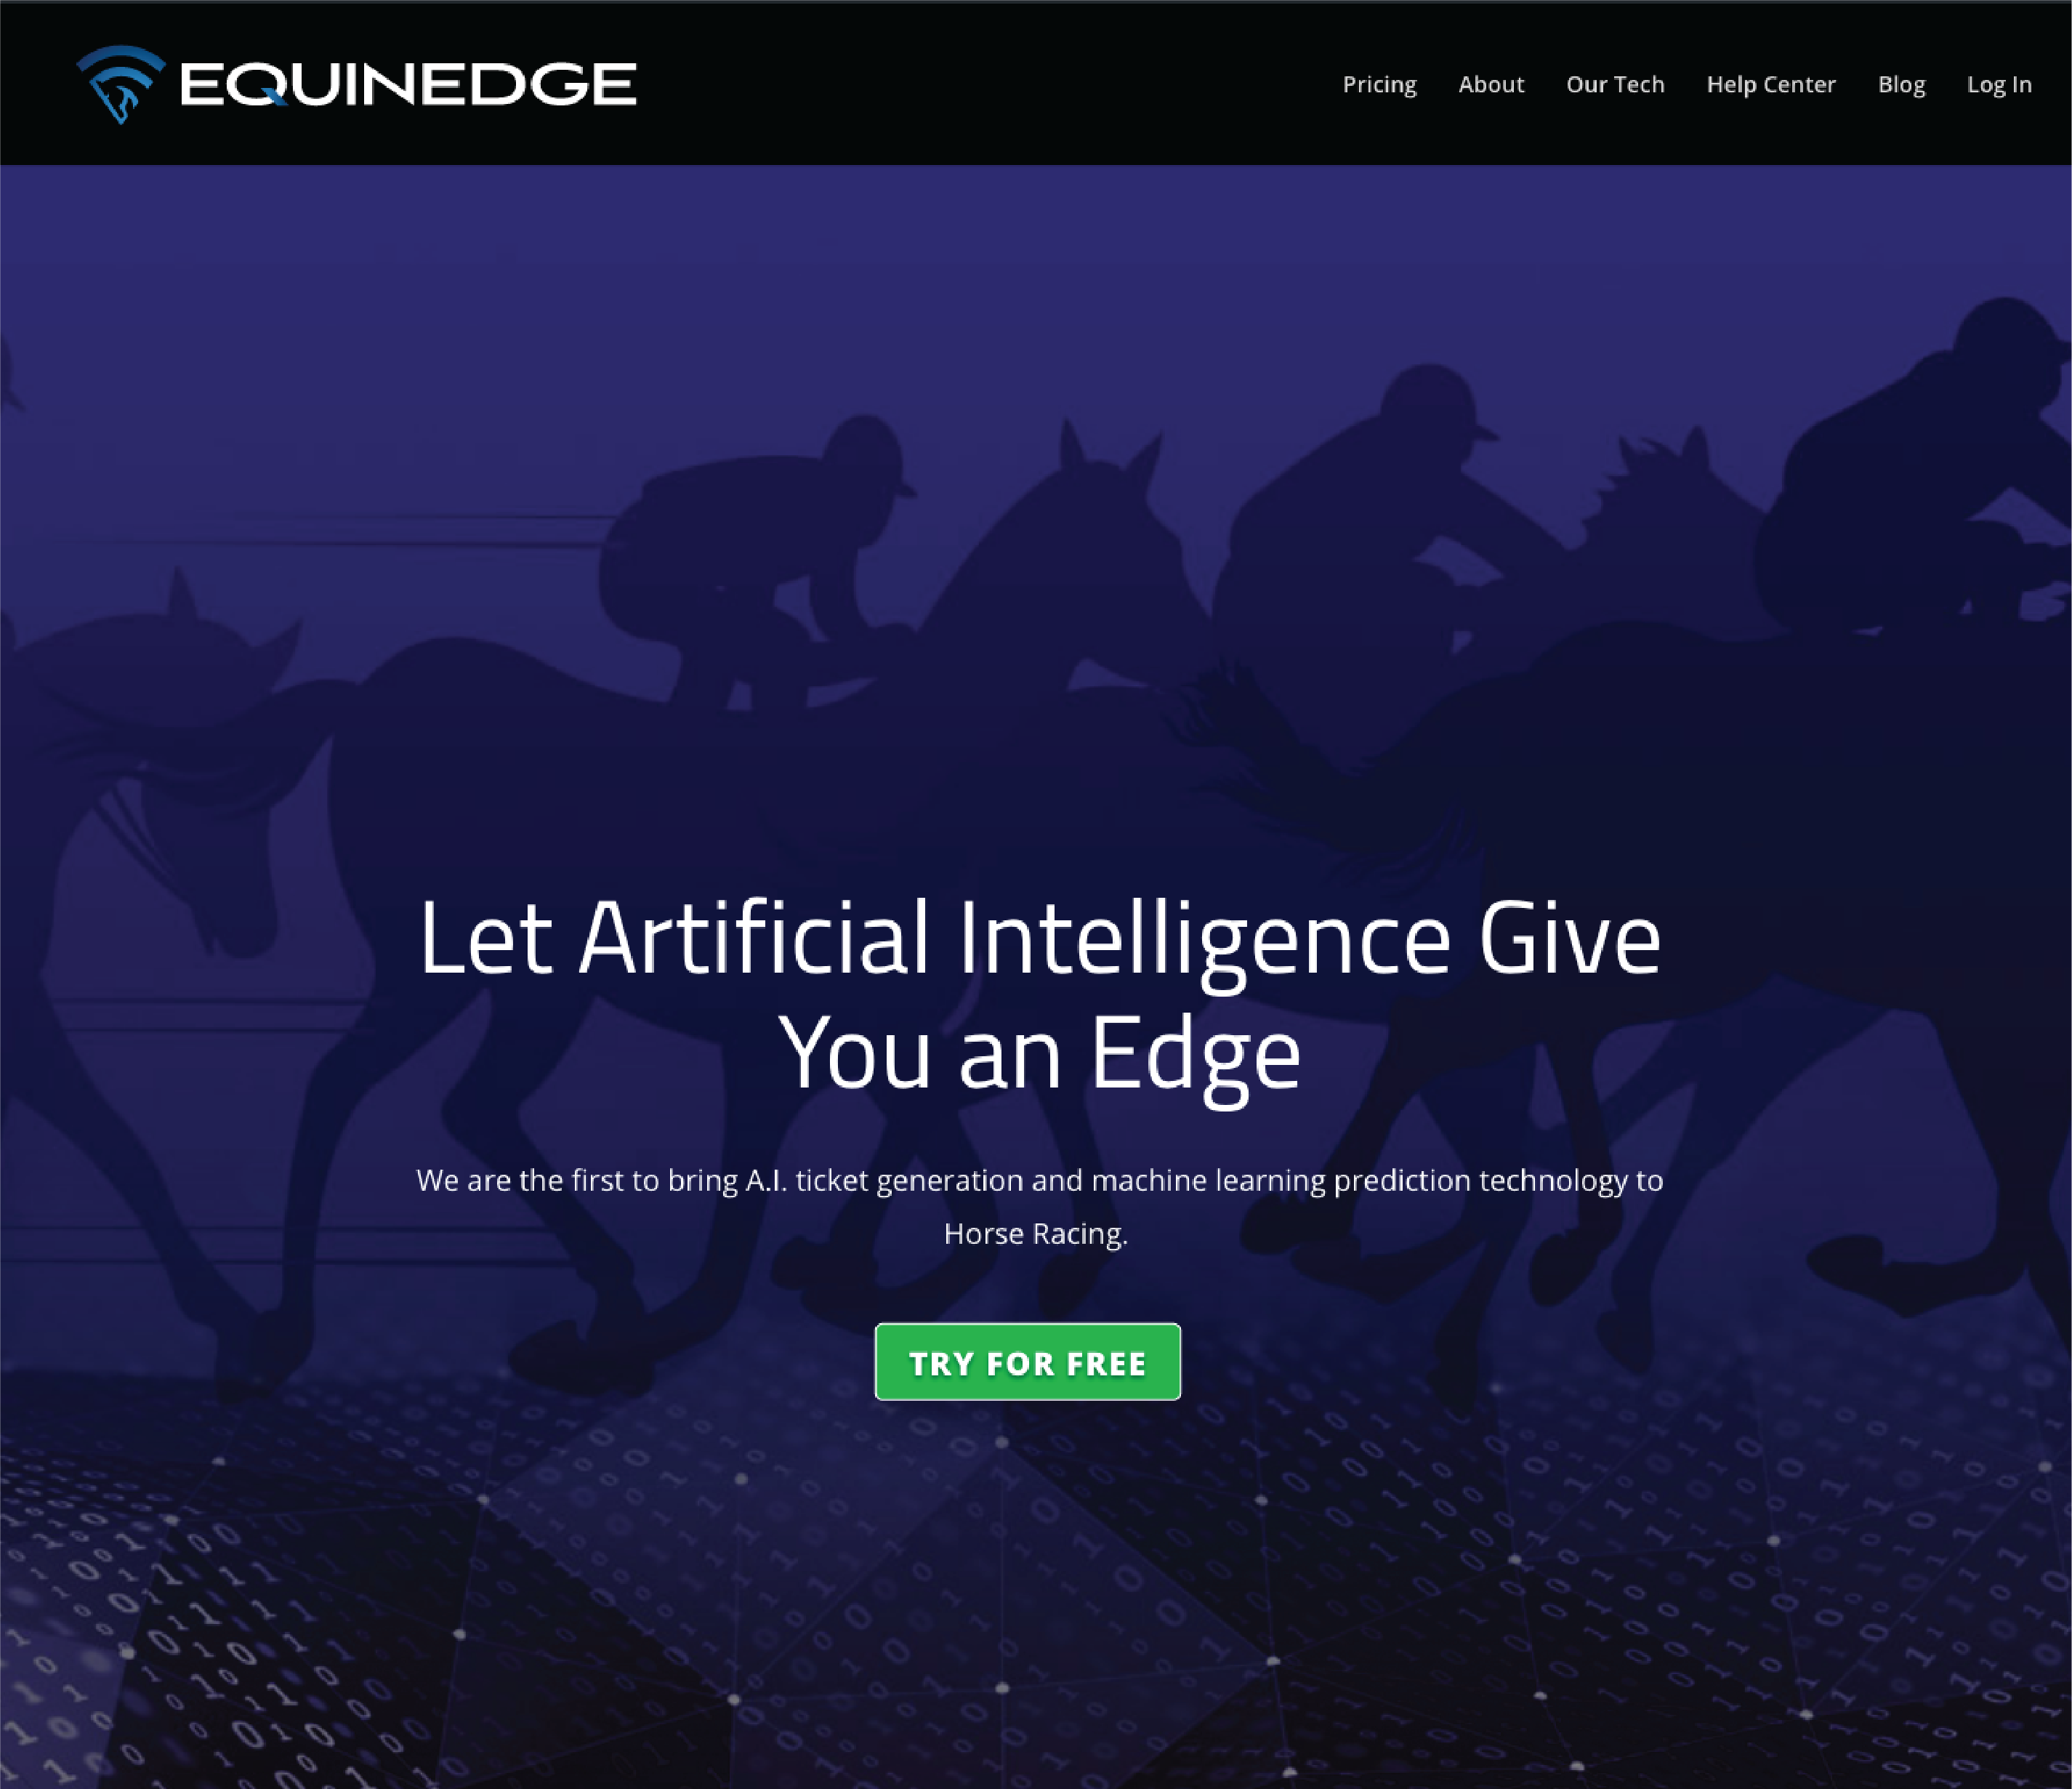 EQUINEDGE
Pricing About Our Tech Help Center Blog Log In
Let Artificial Intelligence Give
You an Edge
We are the first to bring A.I. ticket generation and machine learning prediction technology to
Horse Racing.
TRY FOR FREE